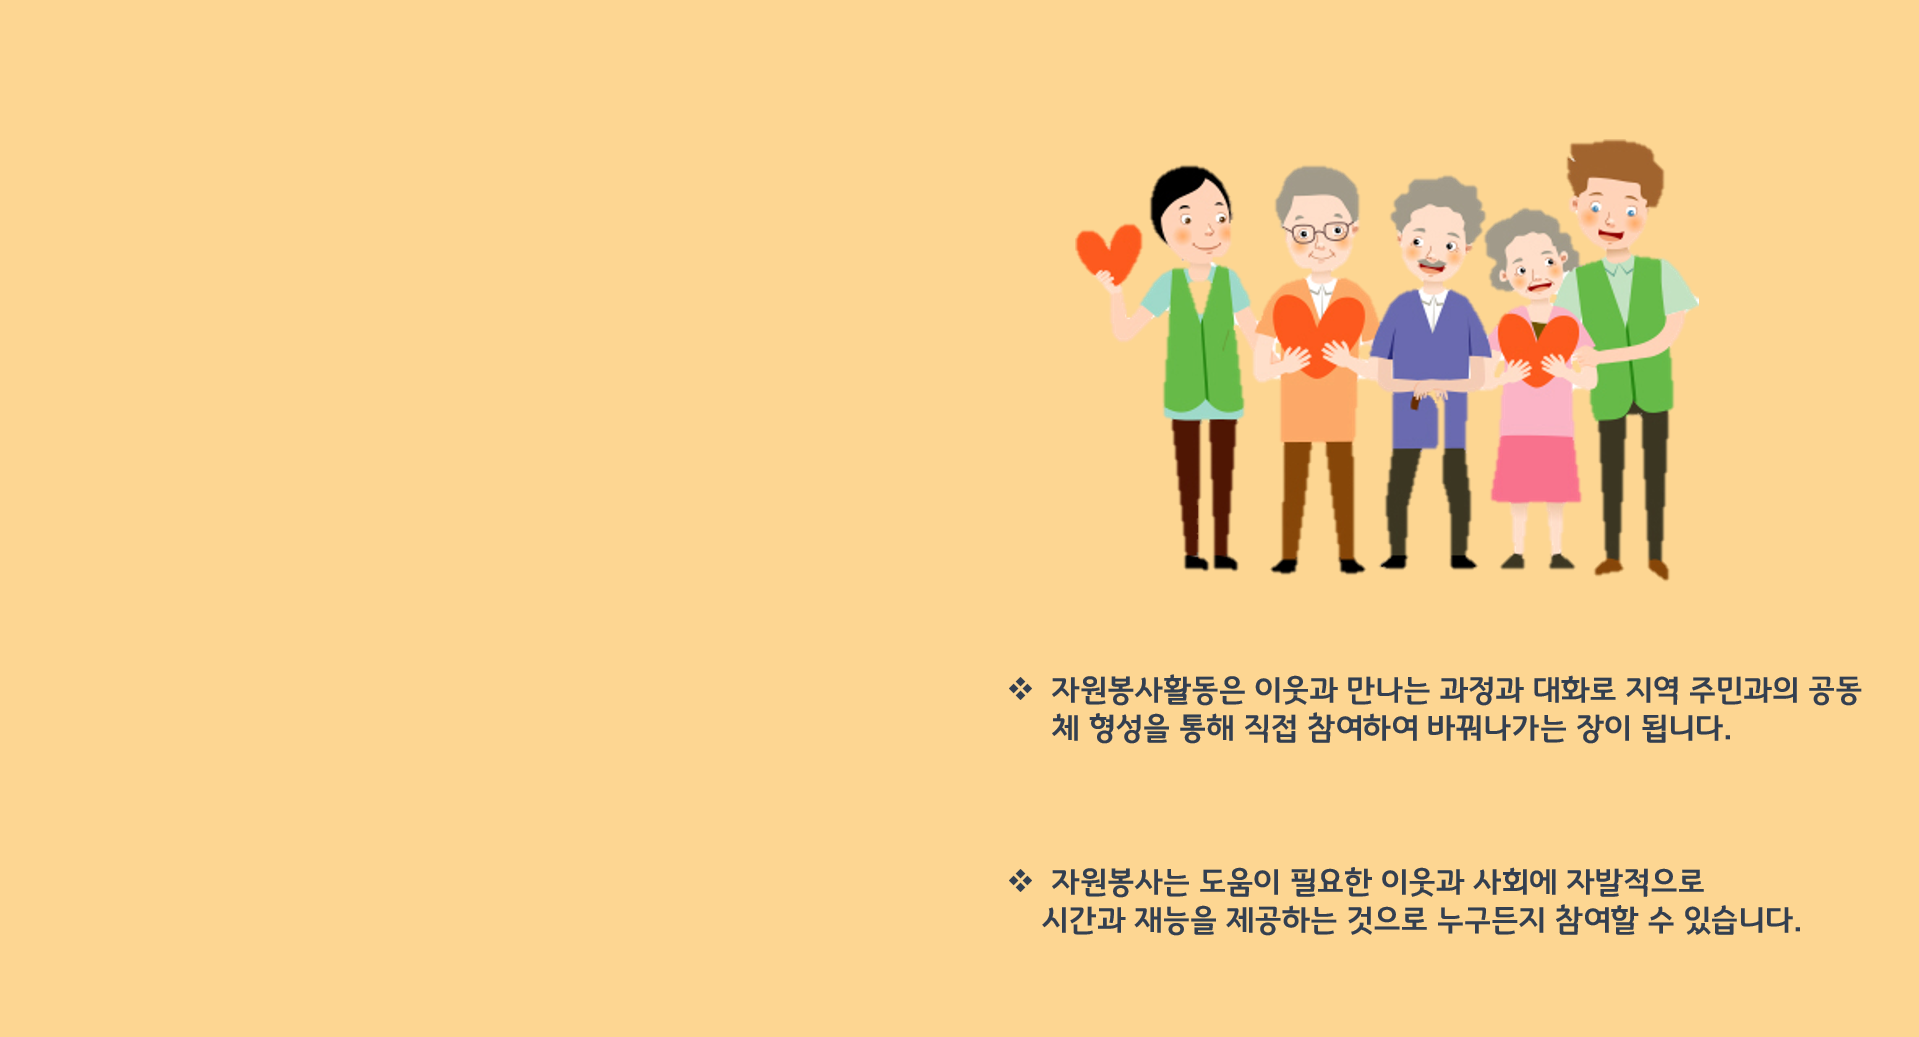 ❖ 자원봉사활동은 이웃과 만나는 과정과 대화로 지역 주민과의 공동
체 형성을 통해 직접 참여하여 바꿔나가는 장이 됩니다.
❖ 자원봉사는 도움이 필요한 이웃과 사회에 자발적으로
시간과 재능을 제공하는 것으로 누구든지 참여할 수 있습니다.